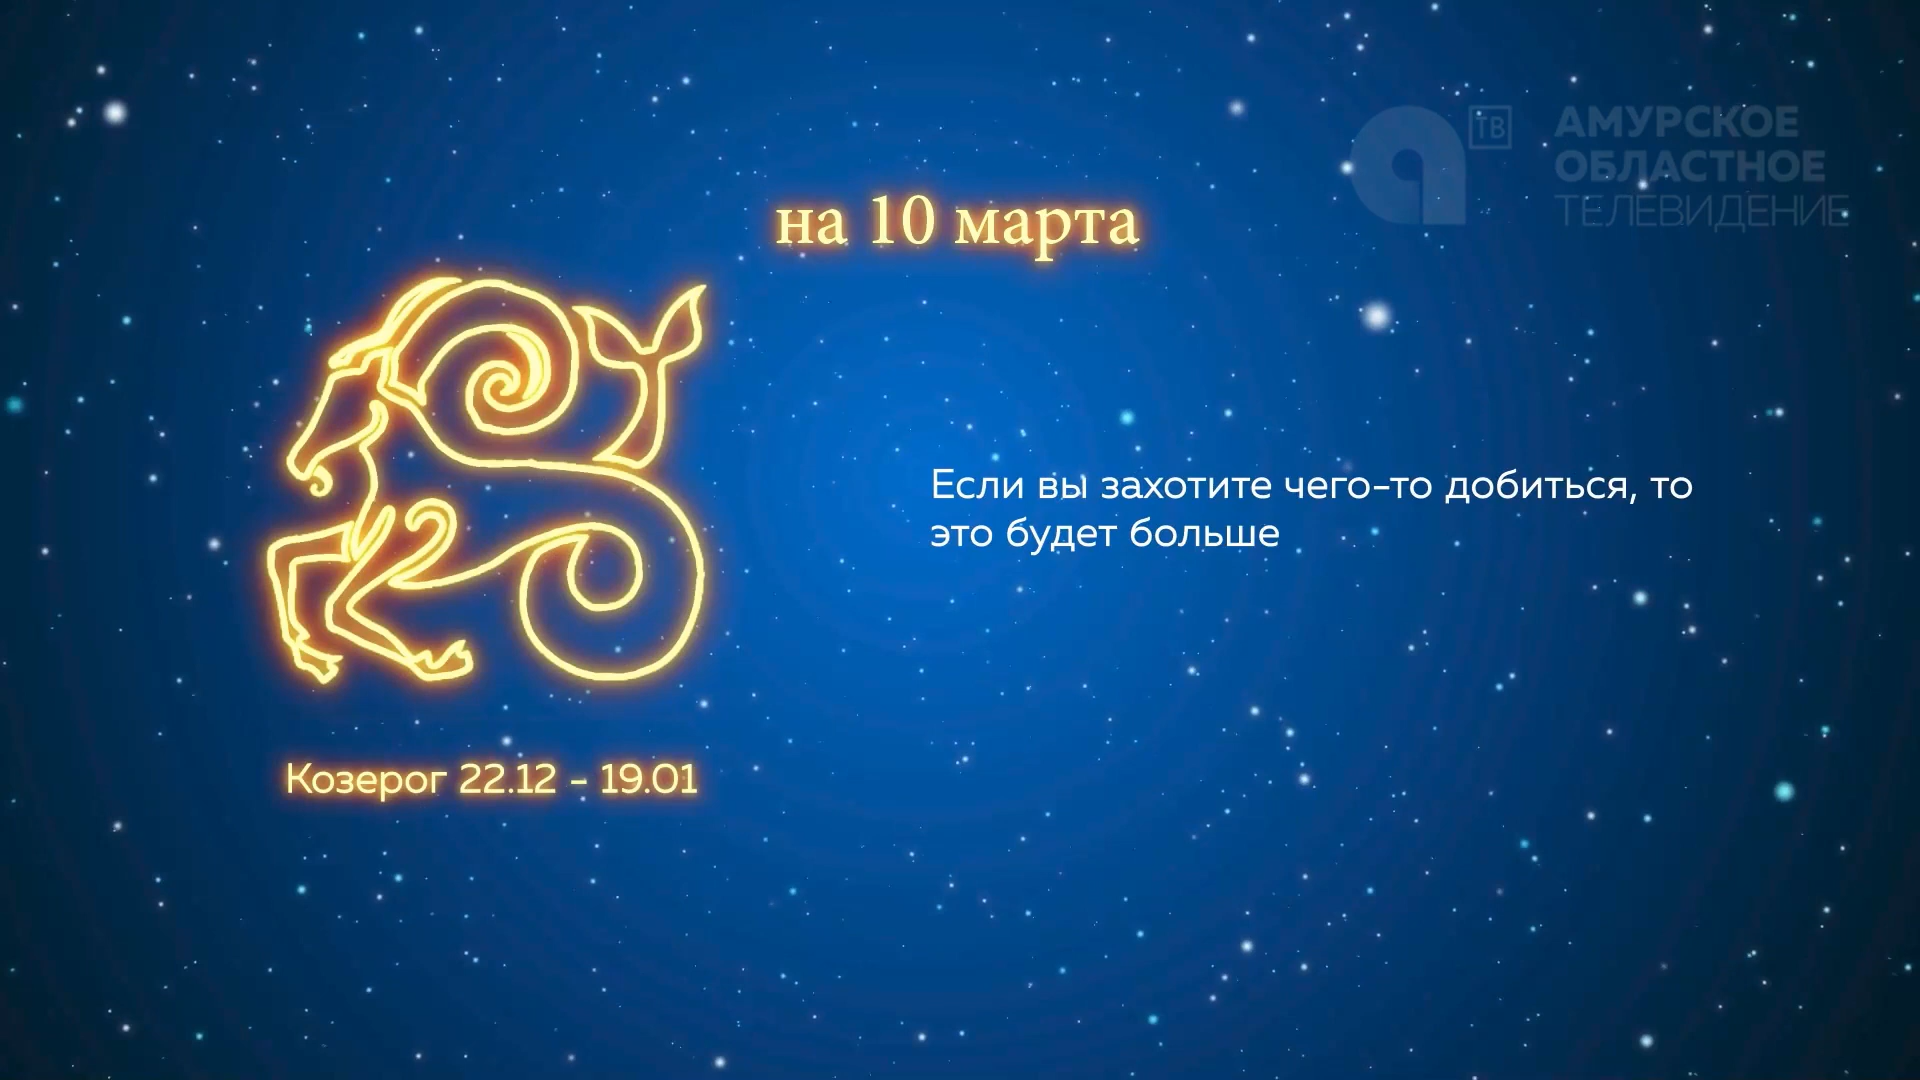 ТВ
АМУРСКОЕ
ОБЛАСТНОЕ
ТЕЛЕВИДЕНИЕ
на 10 марта
Если вы захотите чего-то добиться, то
это будет больше
Козерог 22.12 - 19.01